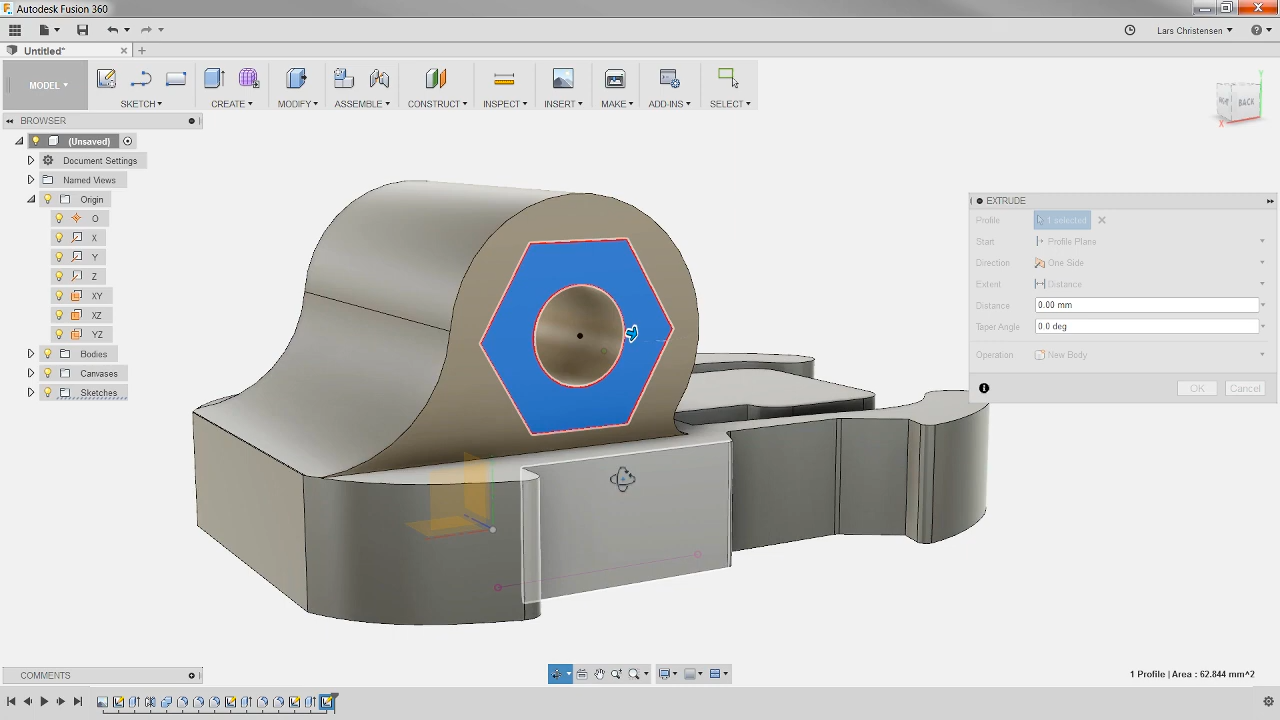 Autodesk Fusion 360
Lars Christensen
Untitled*
MODEL
SKETCH CREATE MODIFY ASSEMBLE CONSTRUCT INSPECT INSERT MAKE ADD-INS SELECT
BACK
BROWSER
(Unsaved)
Document Settings
Named Views
Origin
O
X
Y
Z
XY
XZ
YZ
Bodies
Canvases
Sketches
EXTRUDE
Profile 1 selected
Start Profile Plane
Direction One Side
Extent Distance
Distance 0.00 mm
Taper Angle 0.0 deg
Operation New Body
OK Cancel
COMMENTS
1 Profile | Area : 62.844 mm^2